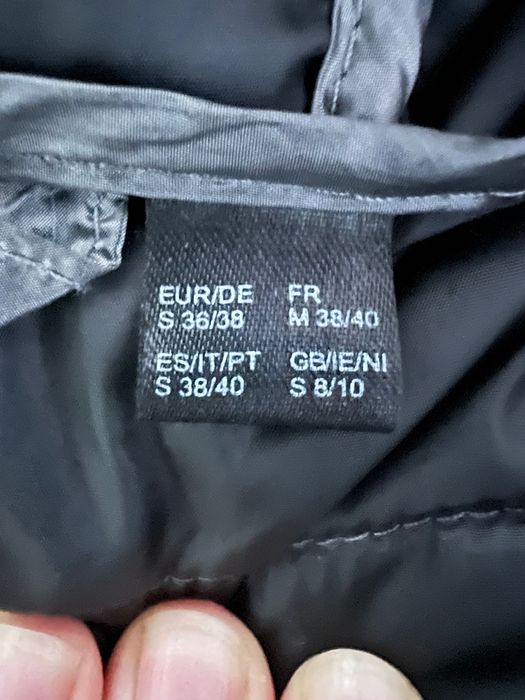 EUR/DE FR
S 36/38 M 38/40
ES/IT/PT GB/IE/NI
S 38/40 S 8/10